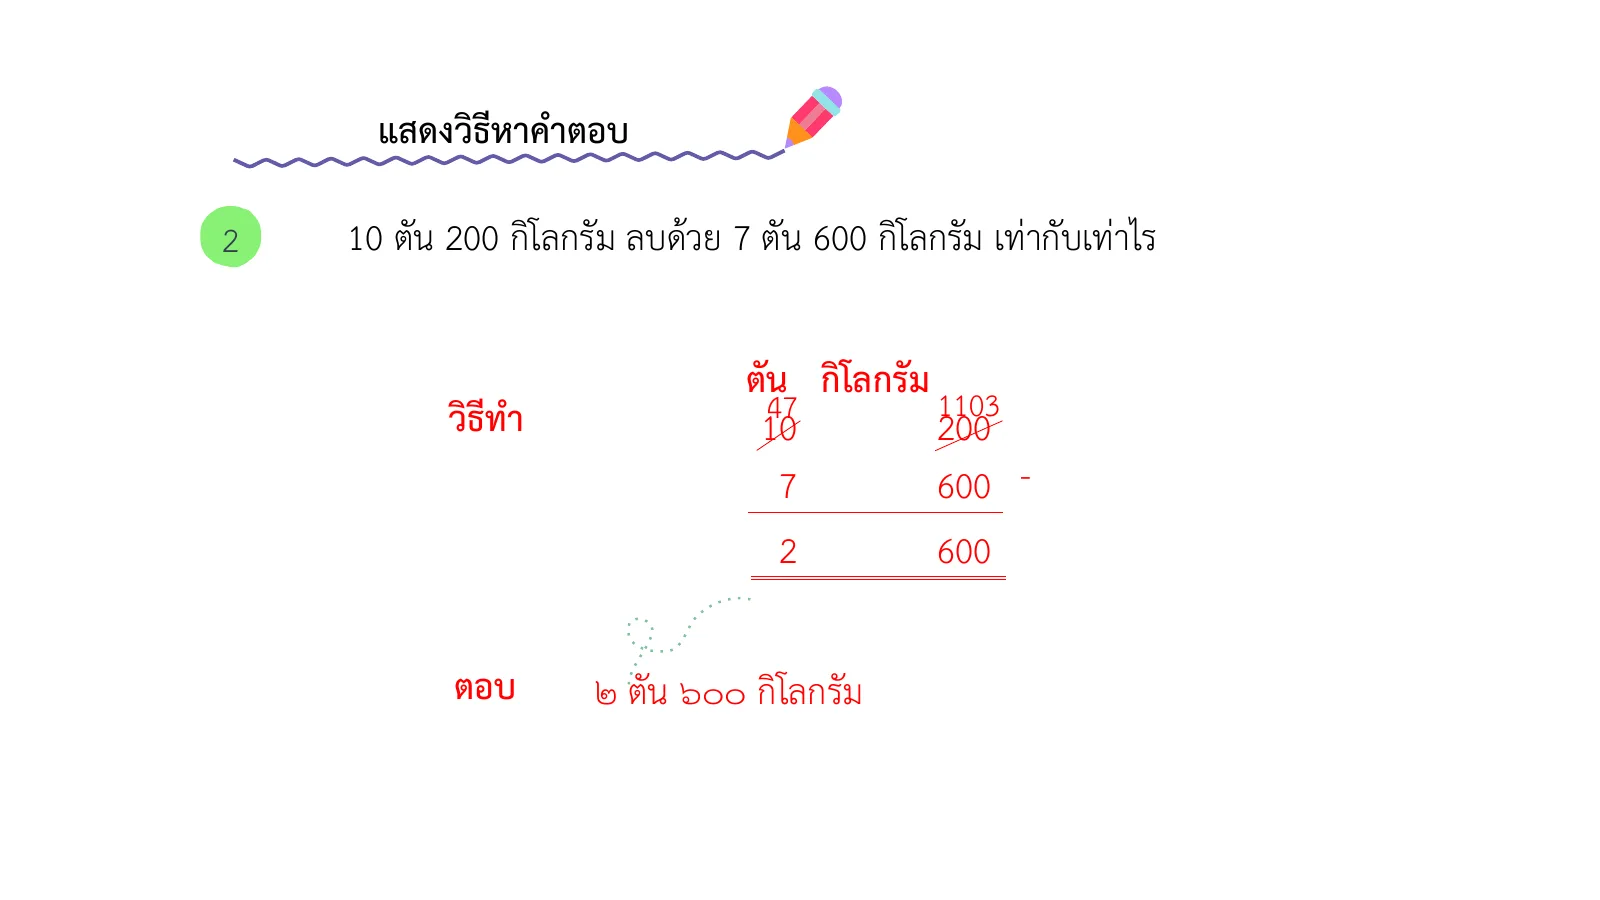 แสดงวิธีหาคำตอบ
2 10 ตัน 200 กิโลกรัม ลบด้วย 7 ตัน 600 กิโลกรัม เท่ากับเท่าไร
ตัน กิโลกรัม
47 1103
วิธีทำ 10 200
7 600 -
2 600
ตอบ ๒ ตัน ๖๐๐ กิโลกรัม